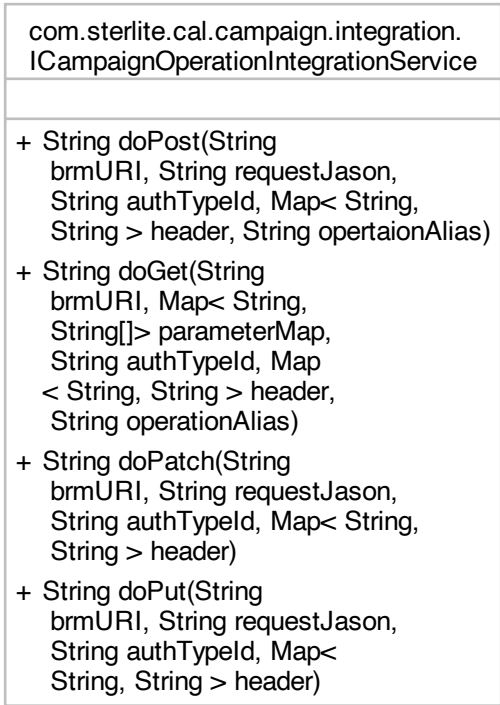 com.sterlite.cal.campaign.integration.
ICampaignOperationIntegrationService
+ String doPost(String
brmURI, String requestJason,
String authTypeId, Map< String,
String > header, String opertaionAlias)
+ String doGet(String
brmURI, Map< String,
String[]> parameterMap,
String authTypeId, Map
< String, String > header,
String operationAlias)
+ String doPatch(String
brmURI, String requestJason,
String authTypeId, Map< String,
String > header)
+ String doPut(String
brmURI, String requestJason,
String authTypeId, Map<
String, String > header)